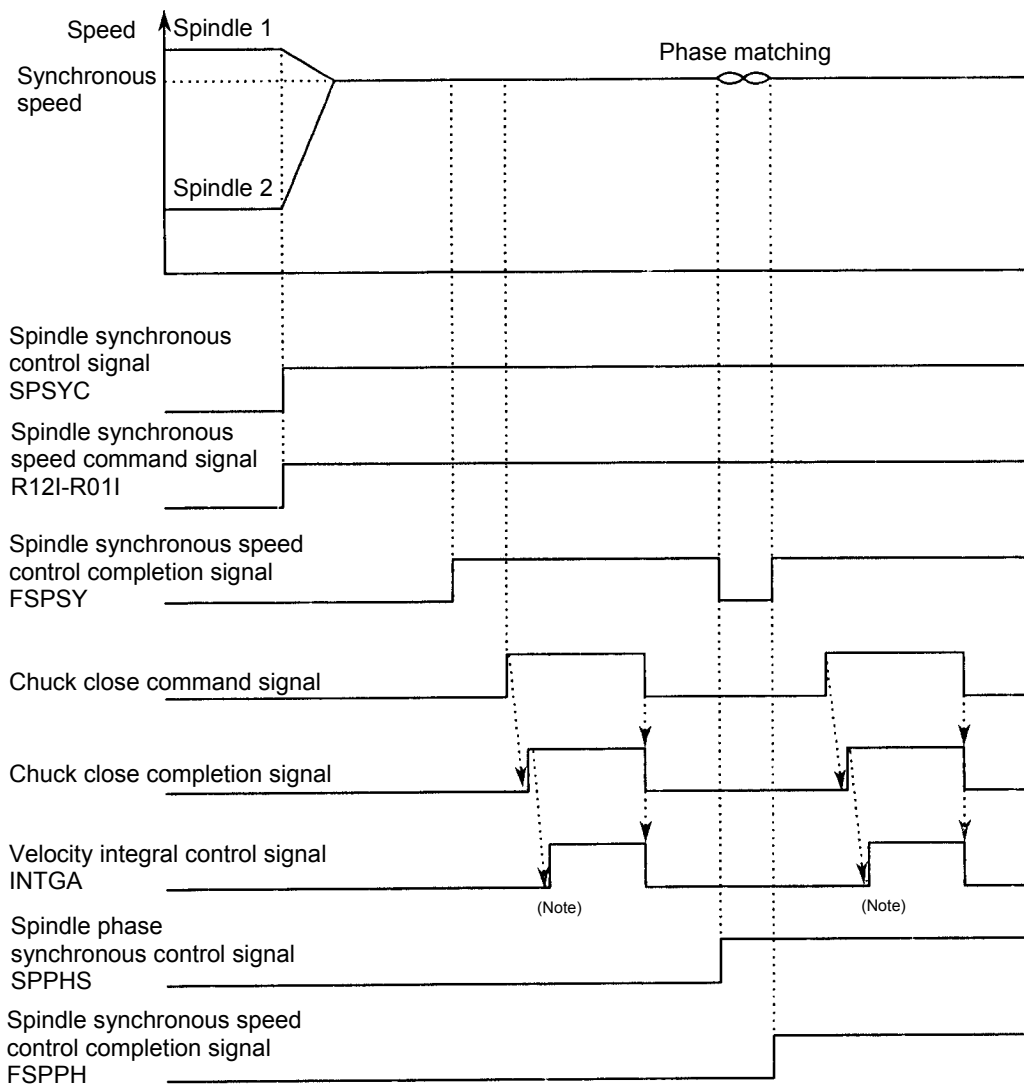 Speed
Spindle 1
Phase matching
Synchronous
speed
Spindle 2
Spindle synchronous
control signal
SPSYC
Spindle synchronous
speed command signal
R12I-R01I
Spindle synchronous speed
control completion signal
FSPSY
Chuck close command signal
Chuck close completion signal
Velocity integral control signal
INTGA
(Note)
(Note)
Spindle phase
synchronous control signal
SPPHS
Spindle synchronous speed
control completion signal
FSPPH